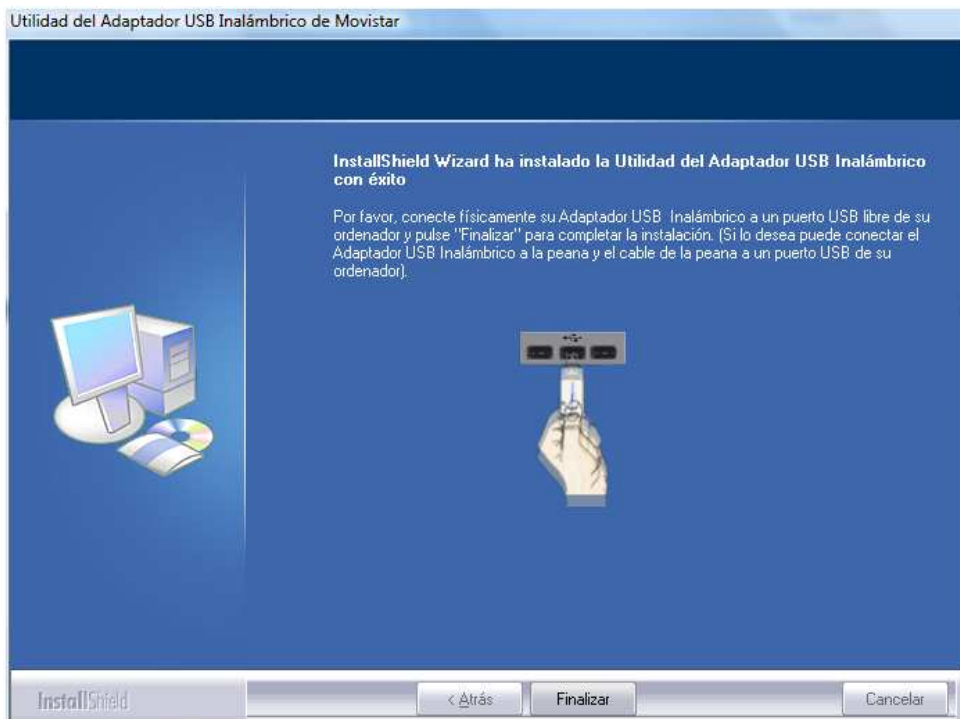 Utilidad del Adaptador USB Inalámbrico de Movistar
InstallShield Wizard ha instalado la Utilidad del Adaptador USB Inalámbrico
con éxito
Por favor, conecte físicamente su Adaptador USB Inalámbrico a un puerto USB libre de su
ordenador y pulse "Finalizar" para completar la instalación. (Si lo desea puede conectar el
Adaptador USB Inalámbrico a la peana y el cable de la peana a un puerto USB de su
ordenador).
InstallShield
< Atrás
Finalizar
Cancelar